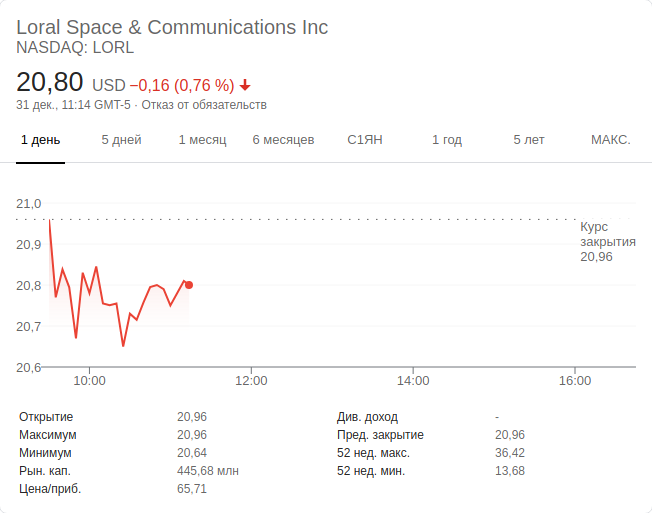 Loral Space & Communications Inc
NASDAQ: LORL
20,80 USD −0,16 (0,76 %)
31 дек., 11:14 GMT-5 · Отказ от обязательств
1 день 5 дней 1 месяц 6 месяцев С1ЯН 1 год 5 лет МАКС.
21,0
Курс
закрытия
20,96
20,9
20,8
20,7
20,6
10:00 12:00 14:00 16:00
Открытие 20,96 Див. доход -
Максимум 20,96 Пред. закрытие 20,96
Минимум 20,64 52 нед. макс. 36,42
Рын. кап. 445,68 млн 52 нед. мин. 13,68
Цена/приб. 65,71